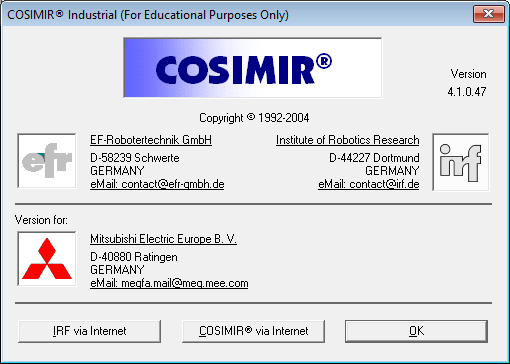 COSIMIR® Industrial (For Educational Purposes Only)
COSIMIR®
Version
4.1.0.47
Copyright © 1992-2004
efr
EF-Robotertechnik GmbH
D-58239 Schwerte
GERMANY
eMail: contact@efr-gmbh.de
Institute of Robotics Research
D-44227 Dortmund
GERMANY
eMail: contact@irf.de
irf
Version for:
Mitsubishi Electric Europe B. V.
D-40880 Ratingen
GERMANY
eMail: megfa.mail@meg.mee.com
IRF via Internet
COSIMIR® via Internet
OK